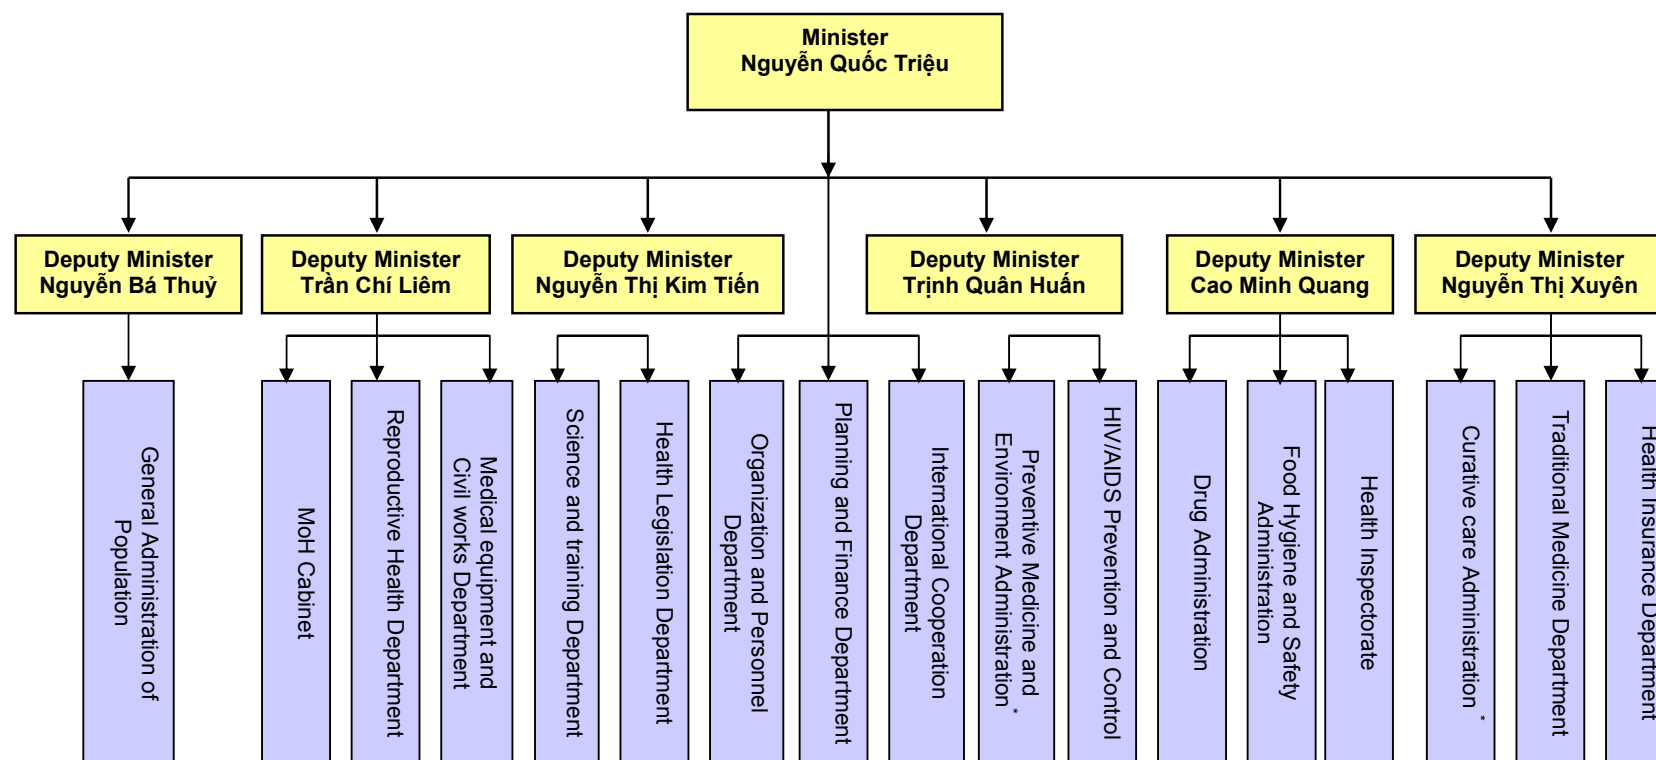 Minister
Nguyễn Quốc Triệu
Deputy Minister
Nguyễn Bá Thuỷ
Deputy Minister
Trần Chí Liêm
Deputy Minister
Nguyễn Thị Kim Tiến
Deputy Minister
Trịnh Quân Huấn
Deputy Minister
Cao Minh Quang
Deputy Minister
Nguyễn Thị Xuyên
General Administration of
Population
MoH Cabinet
Reproductive Health Department
Medical equipment and
Civil works Department
Science and training Department
Health Legislation Department
Organization and Personnel
Department
Planning and Finance Department
International Cooperation
Department
Preventive Medicine and
Environment Administration*
HIV/AIDS Prevention and Control
Drug Administration
Food Hygiene and Safety
Administration
Health Inspectorate
Curative care Administration *
Traditional Medicine Department
Health Insurance Department